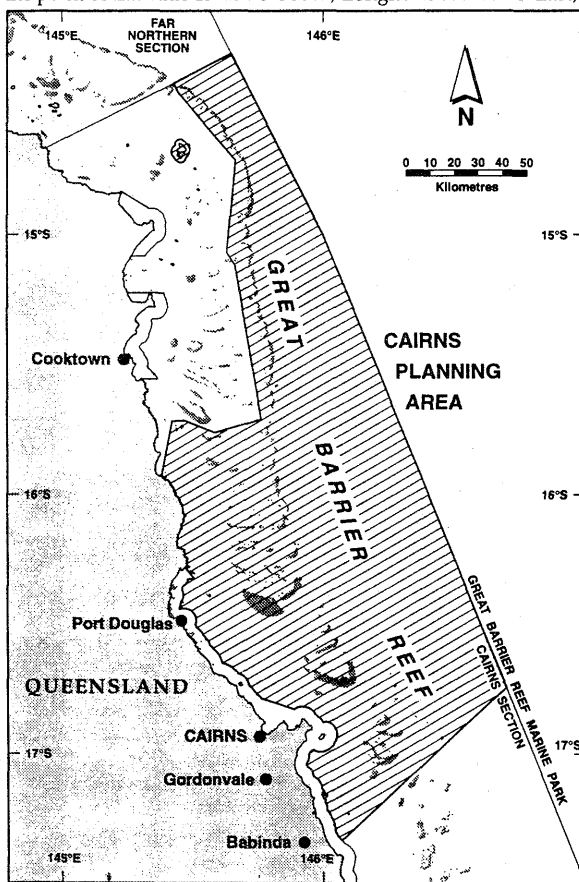 FAR
NORTHERN
SECTION
145°E
146°E
N
0 10 20 30 40 50
Kilometres
15°S
15°S
GREAT
CAIRNS
PLANNING
AREA
Cooktown
BARRIER
16°S
16°S
Port Douglas
REEF
GREAT BARRIER REEF MARINE PARK
CAIRNS SECTION
QUEENSLAND
CAIRNS
17°S
17°S
Gordonvale
Babinda
145°E
146°E